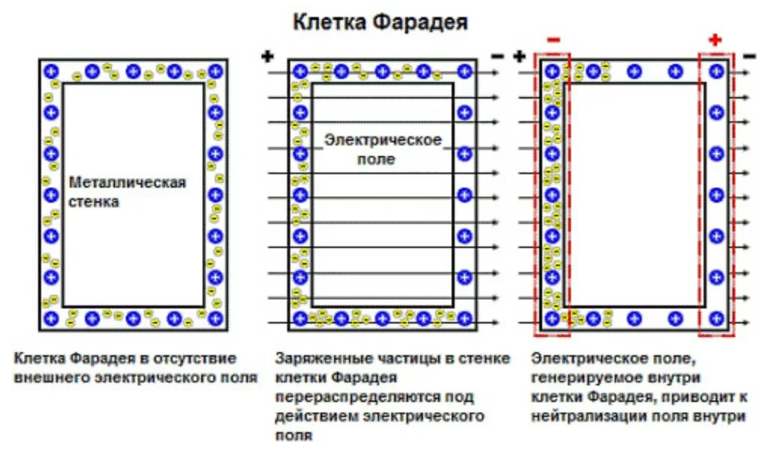 Клетка Фарадея
Металлическая
стенка
Электрическое
поле
Клетка Фарадея в отсутствие
внешнего электрического поля
Заряженные частицы в стенке
клетки Фарадея
перераспределяются под
действием электрического
поля
Электрическое поле,
генерируемое внутри
клетки Фарадея, приводит к
нейтрализации поля внутри